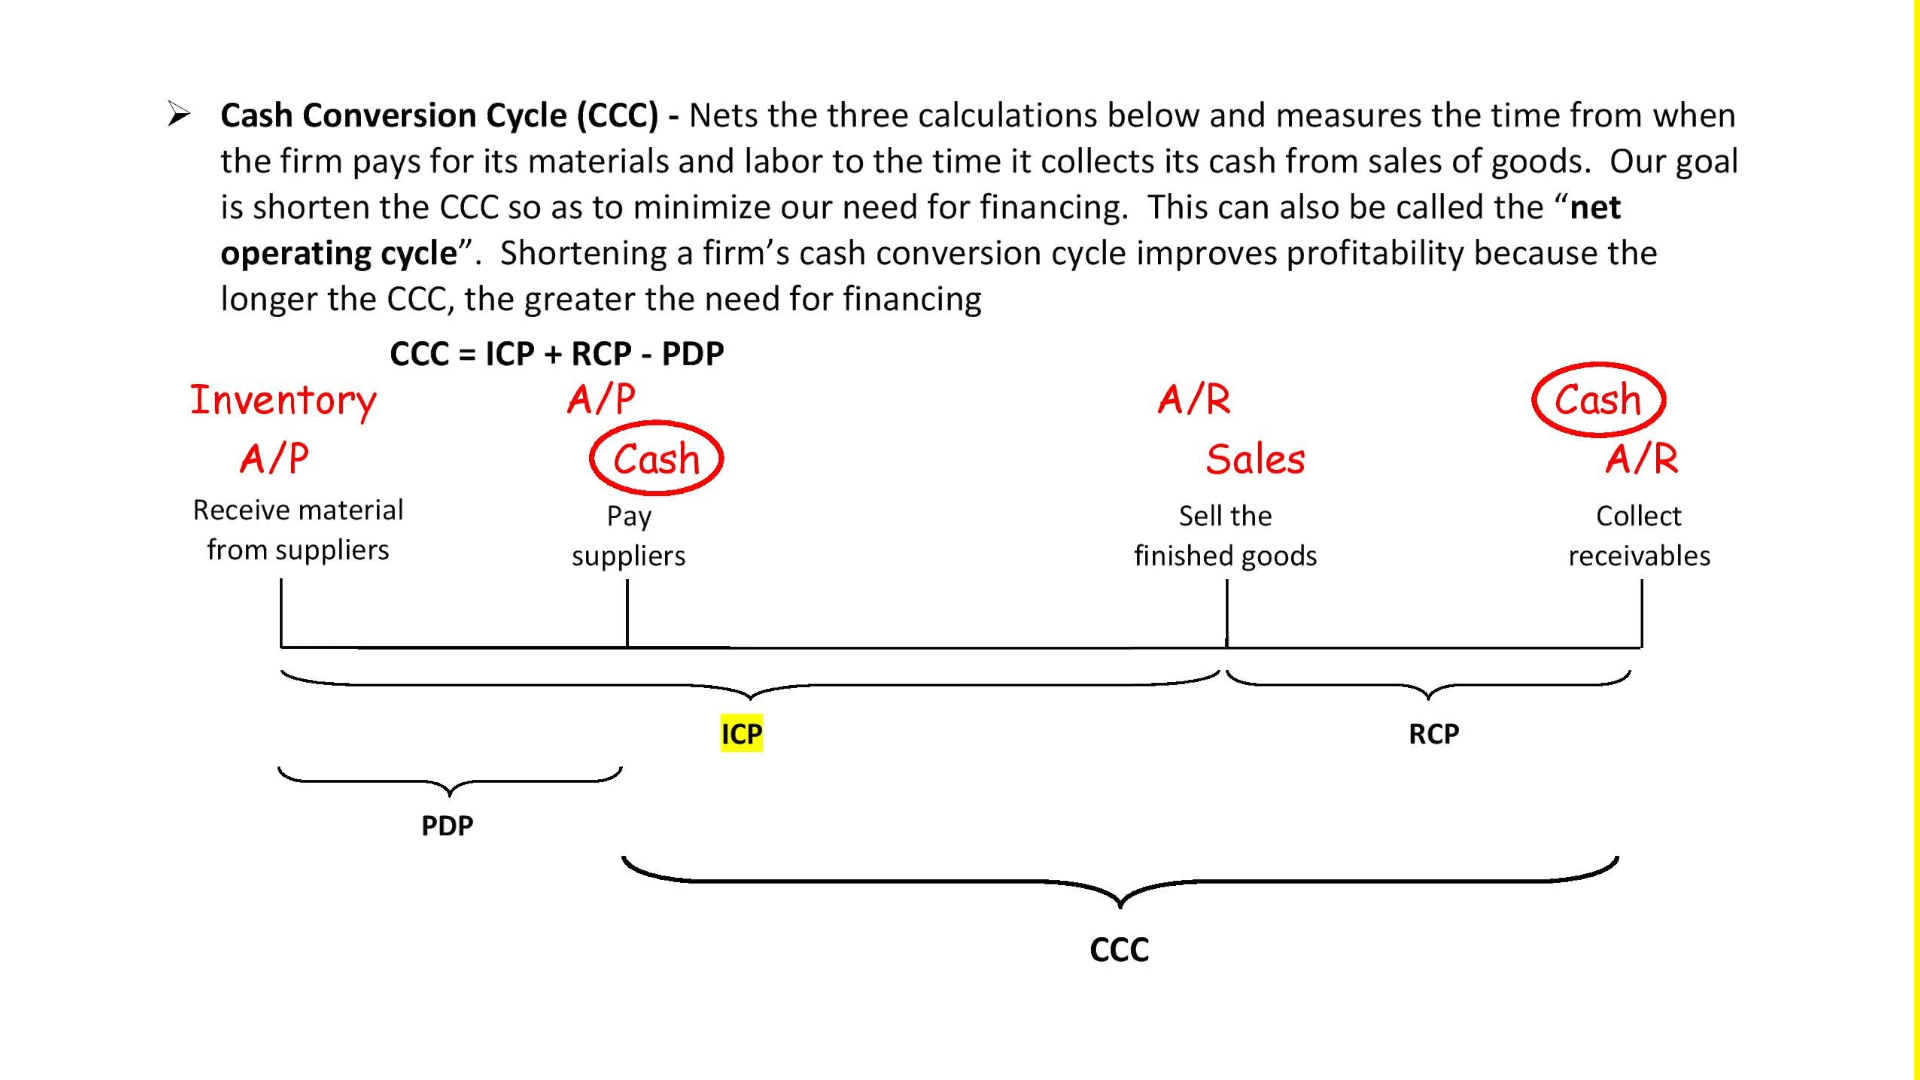 Cash Conversion Cycle (CCC) - Nets the three calculations below and measures the time from when
the firm pays for its materials and labor to the time it collects its cash from sales of goods.  Our goal
is shorten the CCC so as to minimize our need for financing.  This can also be called the “net
operating cycle”.  Shortening a firm’s cash conversion cycle improves profitability because the
longer the CCC, the greater the need for financing
CCC = ICP + RCP - PDP
Inventory
A/P
Receive material
from suppliers
A/P
Cash
Pay
suppliers
A/R
Sales
Sell the
finished goods
Cash
A/R
Collect
receivables
ICP
RCP
PDP
CCC